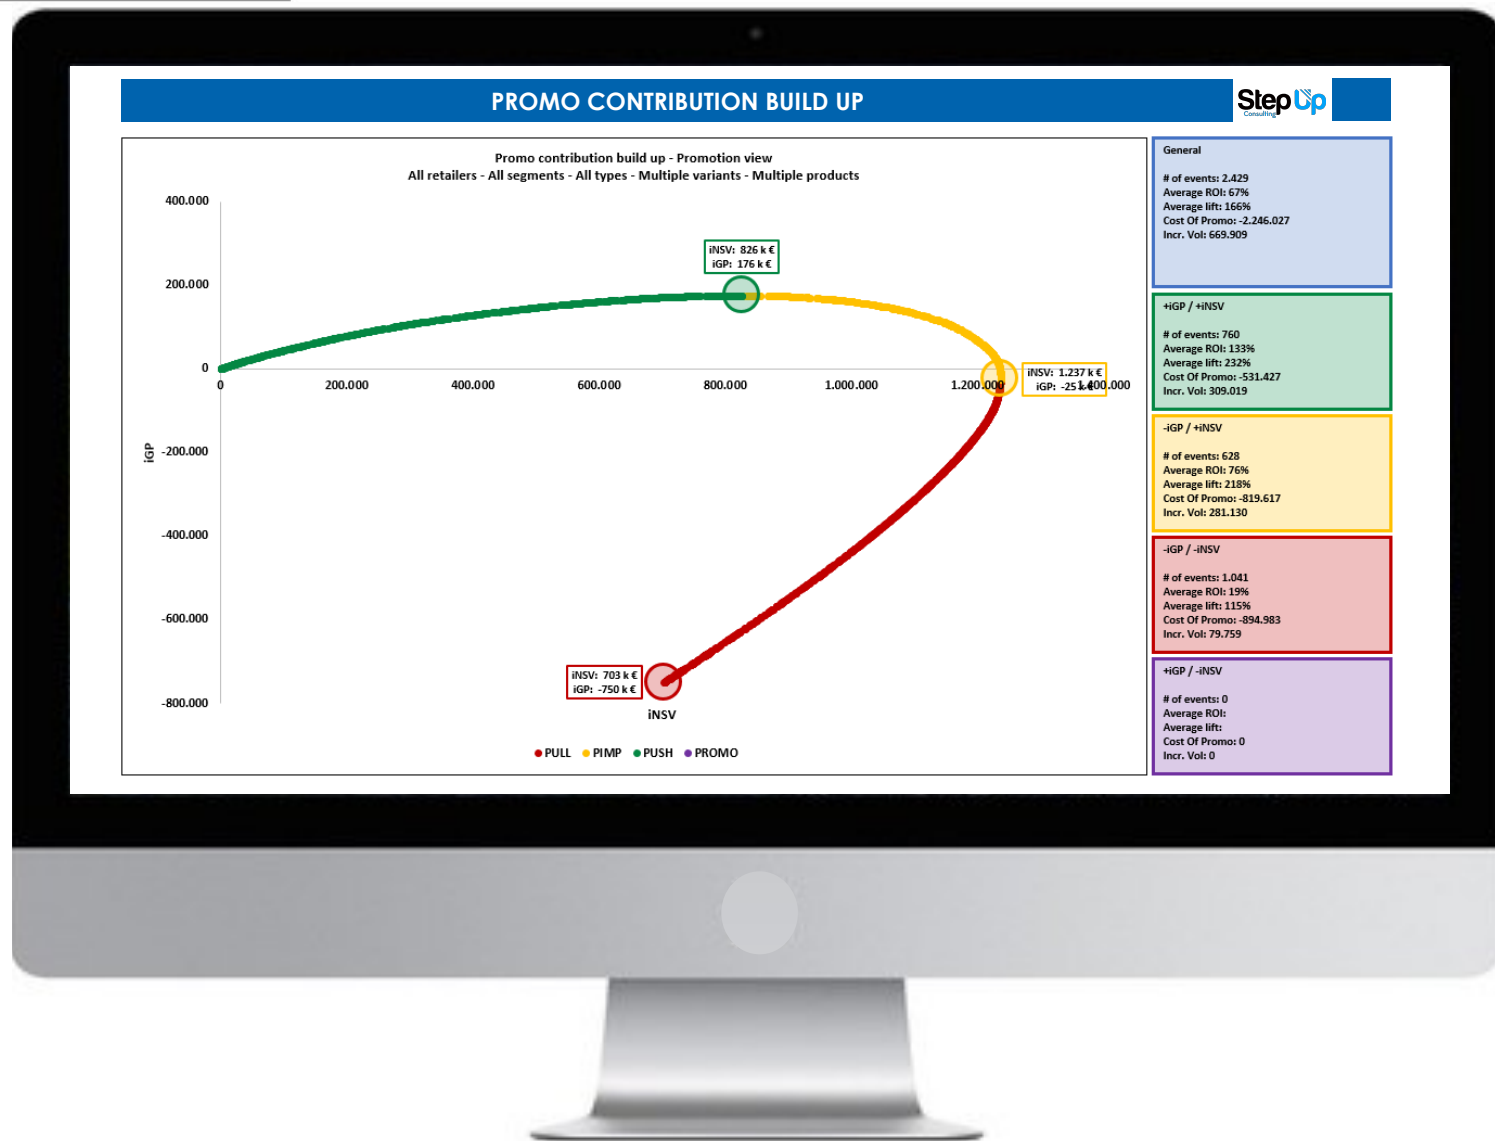 PROMO CONTRIBUTION BUILD UP
Step Up
Consulting
Promo contribution build up - Promotion view
All retailers - All segments - All types - Multiple variants - Multiple products
400.000
200.000
0
-200.000
-400.000
-600.000
-800.000
iGP
0
200.000
400.000
600.000
800.000
1.000.000
1.200.000
1.400.000
iNSV
iNSV: 826 k €
iGP: 176 k €
iNSV: 1.237 k €
iGP: -25 k €
iNSV: 703 k €
iGP: -750 k €
PULL
PIMP
PUSH
PROMO
General
# of events: 2.429
Average ROI: 67%
Average lift: 166%
Cost Of Promo: -2.246.027
Incr. Vol: 669.909
+iGP / +iNSV
# of events: 760
Average ROI: 133%
Average lift: 232%
Cost Of Promo: -531.427
Incr. Vol: 309.019
-iGP / +iNSV
# of events: 628
Average ROI: 76%
Average lift: 218%
Cost Of Promo: -819.617
Incr. Vol: 281.130
-iGP / -iNSV
# of events: 1.041
Average ROI: 19%
Average lift: 115%
Cost Of Promo: -894.983
Incr. Vol: 79.759
+iGP / -iNSV
# of events: 0
Average ROI:
Average lift:
Cost Of Promo: 0
Incr. Vol: 0